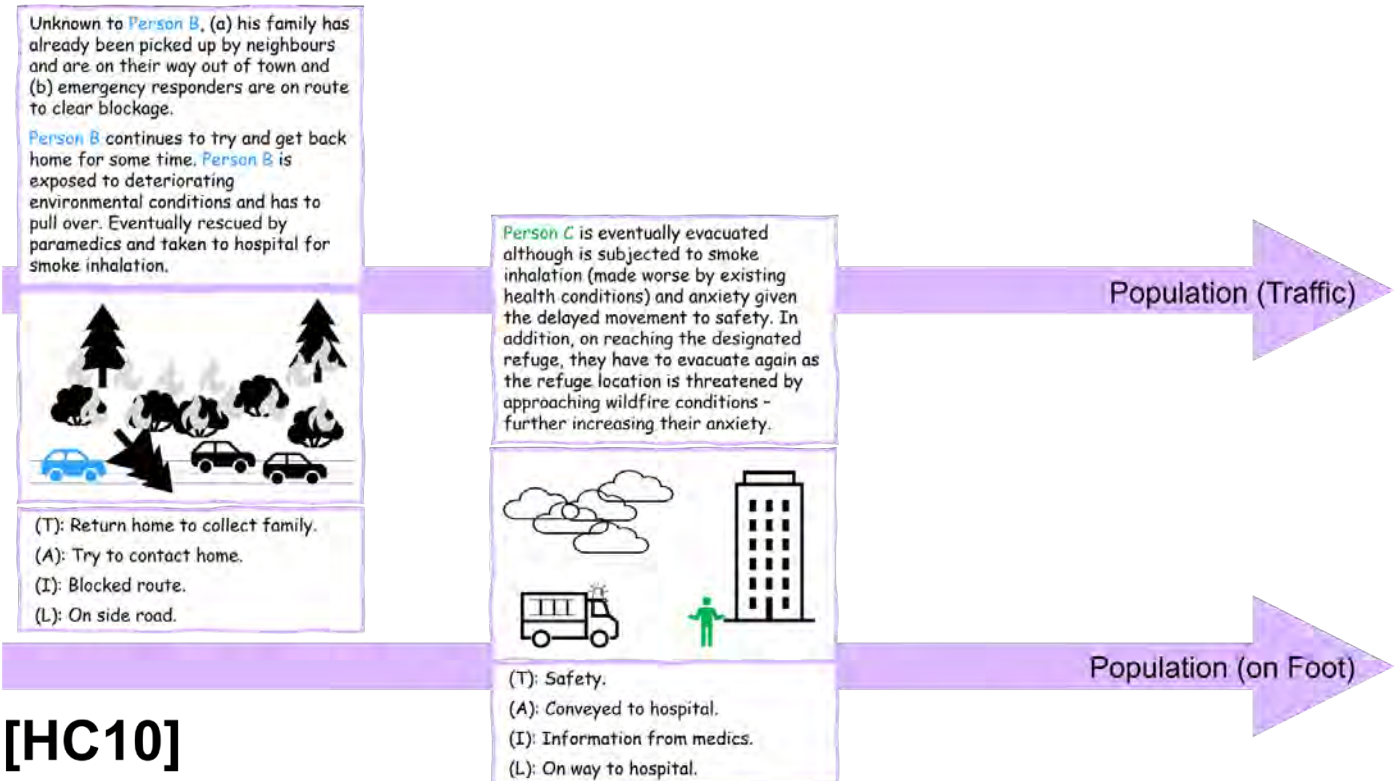 Unknown to Person B, (a) his family has
already been picked up by neighbours
and are on their way out of town and
(b) emergency responders are on route
to clear blockage.
Person B continues to try and get back
home for some time. Person B is
exposed to deteriorating
environmental conditions and has to
pull over. Eventually rescued by
paramedics and taken to hospital for
smoke inhalation.
(T): Return home to collect family.
(A): Try to contact home.
(I): Blocked route.
(L): On side road.
Person C is eventually evacuated
although is subjected to smoke
inhalation (made worse by existing
health conditions) and anxiety given
the delayed movement to safety. In
addition, on reaching the designated
refuge, they have to evacuate again as
the refuge location is threatened by
approaching wildfire conditions -
further increasing their anxiety.
(T): Safety.
(A): Conveyed to hospital.
(I): Information from medics.
(L): On way to hospital.
Population (Traffic)
Population (on Foot)
[HC10]